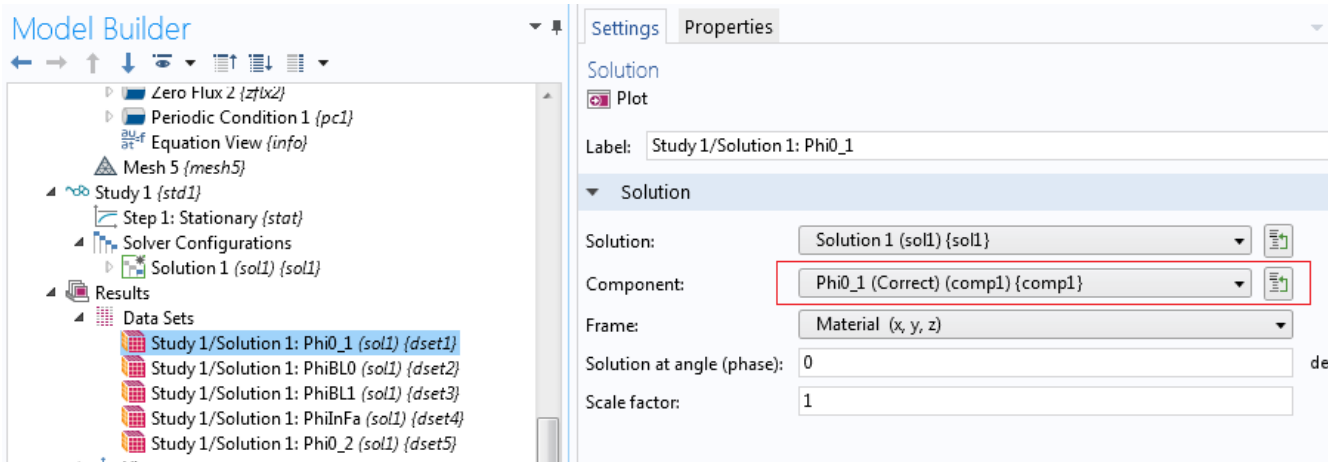 Model Builder
Zero Flux 2 {zflx2}
Periodic Condition 1 {pc1}
Equation View {info}
Mesh 5 {mesh5}
Study 1 {std1}
Step 1: Stationary {stat}
Solver Configurations
Solution 1 (sol1) {sol1}
Results
Data Sets
Study 1/Solution 1: Phi0_1 (sol1) {dset1}
Study 1/Solution 1: PhiBL0 (sol1) {dset2}
Study 1/Solution 1: PhiBL1 (sol1) {dset3}
Study 1/Solution 1: PhiInFa (sol1) {dset4}
Study 1/Solution 1: Phi0_2 (sol1) {dset5}
Settings Properties
Solution
Plot
Label: Study 1/Solution 1: Phi0_1
Solution
Solution: Solution 1 (sol1) {sol1}
Component: Phi0_1 (Correct) (comp1) {comp1}
Frame: Material (x, y, z)
Solution at angle (phase): 0 de
Scale factor: 1